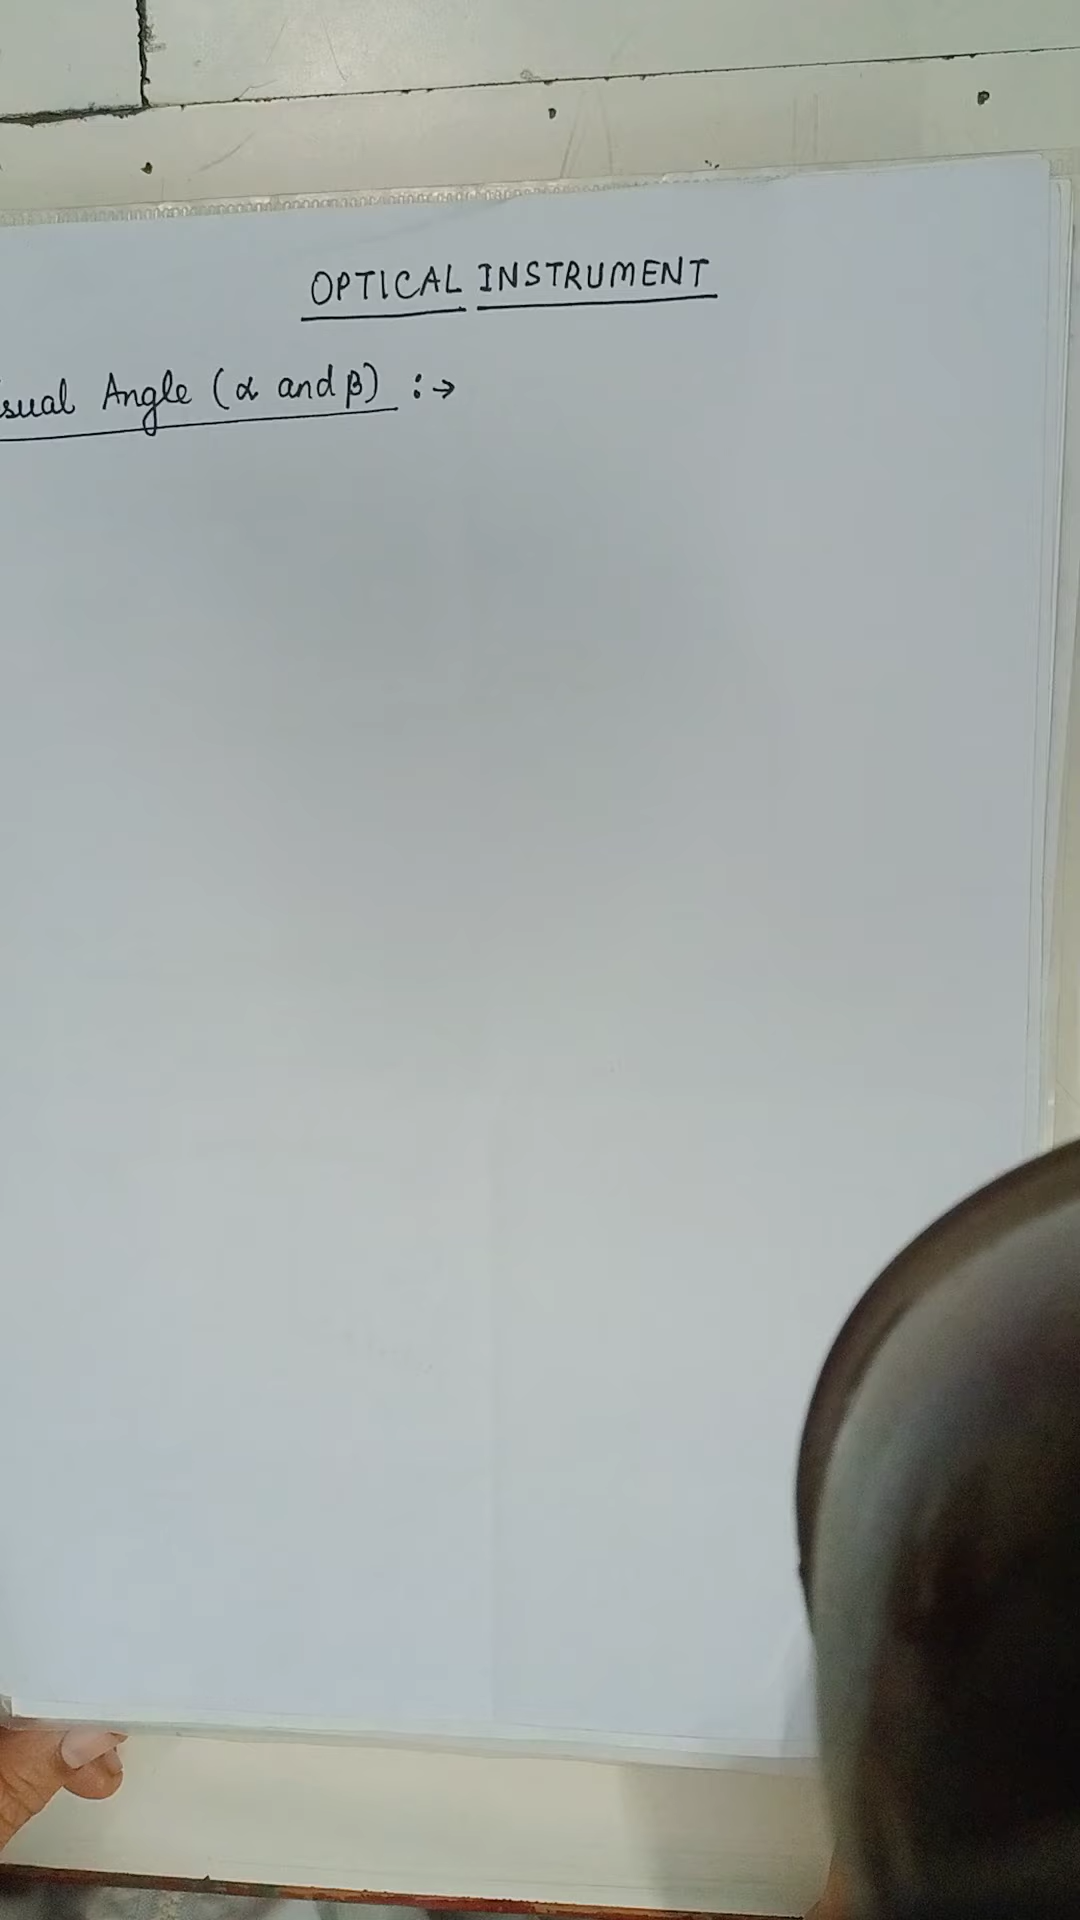 OPTICAL INSTRUMENT
sual Angle (α and β) :→